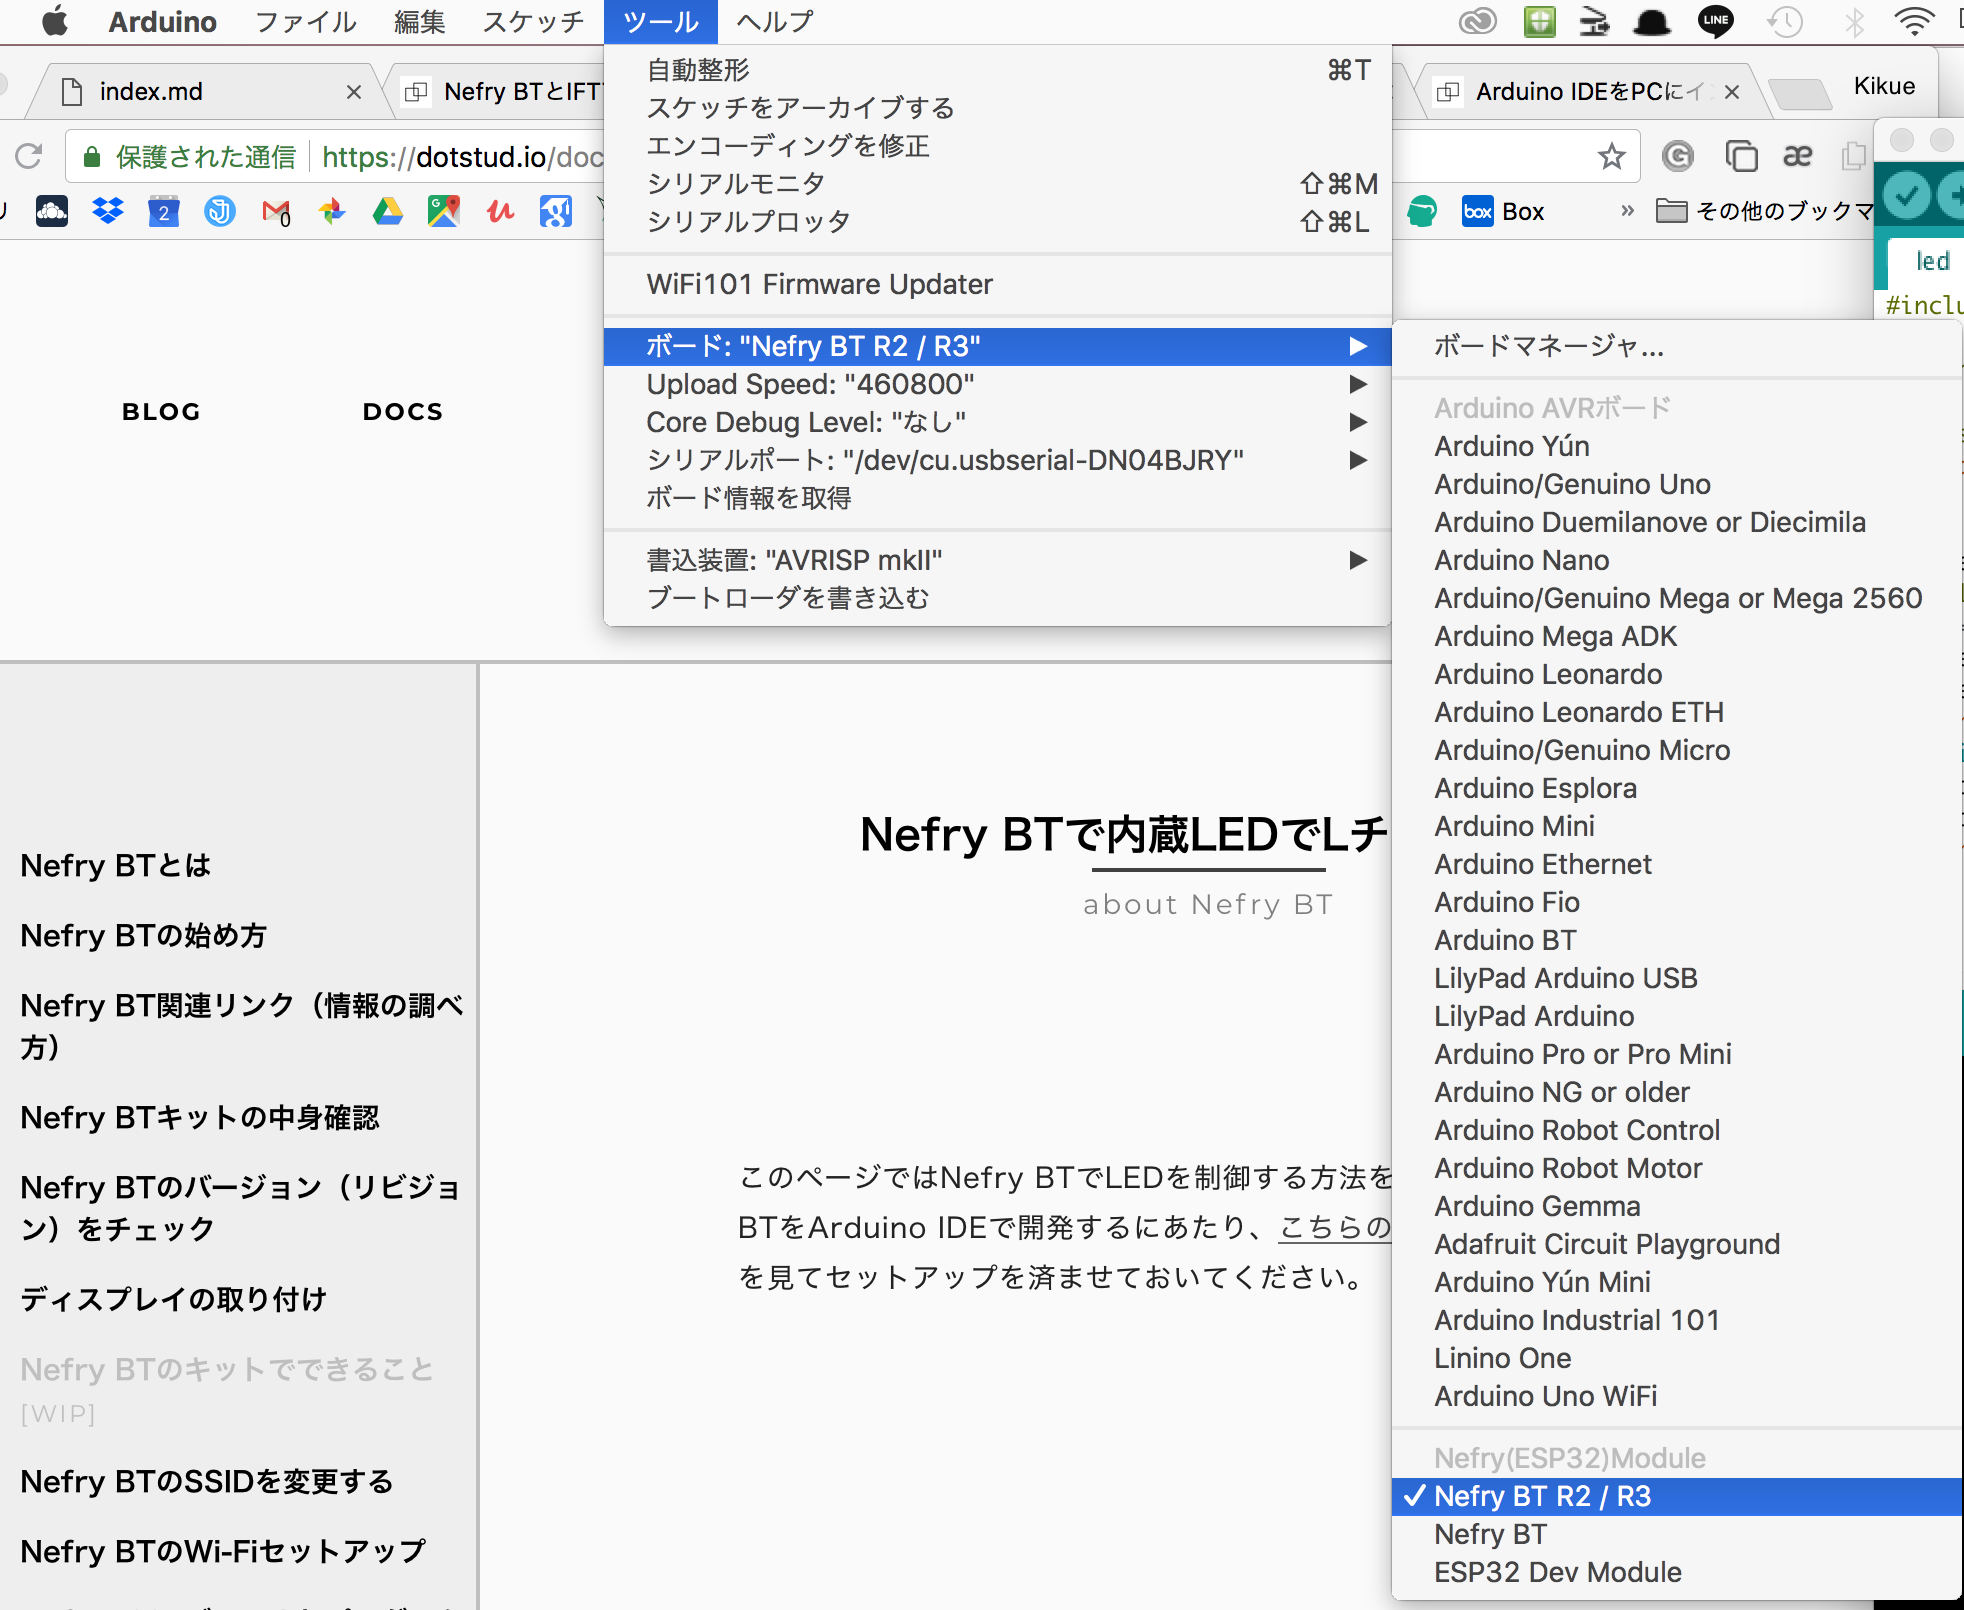 Arduino ファイル 編集 スケッチ ツール ヘルプ
LINE
index.md
Nefry BTとIFT
Arduino IDEをPCにイン
Kikue
保護された通信 https://dotstud.io/doc
2
0
box Box
» その他のブックマ
BLOG
DOCS
自動整形 ⌘T
スケッチをアーカイブする
エンコーディングを修正
シリアルモニタ ⇧⌘M
シリアルプロッタ ⇧⌘L
WiFi101 Firmware Updater
ボード: "Nefry BT R2 / R3"
Upload Speed: "460800"
Core Debug Level: "なし"
シリアルポート: "/dev/cu.usbserial-DN04BJRY"
ボード情報を取得
書込装置: "AVRISP mkII"
ブートローダを書き込む
led
#inclu
ボードマネージャ...
Arduino AVRボード
Arduino Yún
Arduino/Genuino Uno
Arduino Duemilanove or Diecimila
Arduino Nano
Arduino/Genuino Mega or Mega 2560
Arduino Mega ADK
Arduino Leonardo
Arduino Leonardo ETH
Arduino/Genuino Micro
Arduino Esplora
Arduino Mini
Arduino Ethernet
Arduino Fio
Arduino BT
LilyPad Arduino USB
LilyPad Arduino
Arduino Pro or Pro Mini
Arduino NG or older
Arduino Robot Control
Arduino Robot Motor
Arduino Gemma
Adafruit Circuit Playground
Arduino Yún Mini
Arduino Industrial 101
Linino One
Arduino Uno WiFi
Nefry(ESP32)Module
✓ Nefry BT R2 / R3
Nefry BT
ESP32 Dev Module
Nefry BTとは
Nefry BTの始め方
Nefry BT関連リンク（情報の調べ
方）
Nefry BTキットの中身確認
Nefry BTのバージョン（リビジョ
ン）をチェック
ディスプレイの取り付け
Nefry BTのキットでできること
[WIP]
Nefry BTのSSIDを変更する
Nefry BTのWi-Fiセットアップ
Nefry BTで内蔵LEDでLチ
about Nefry BT
このページではNefry BTでLEDを制御する方法を
BTをArduino IDEで開発するにあたり、こちらの
を見てセットアップを済ませておいてください。